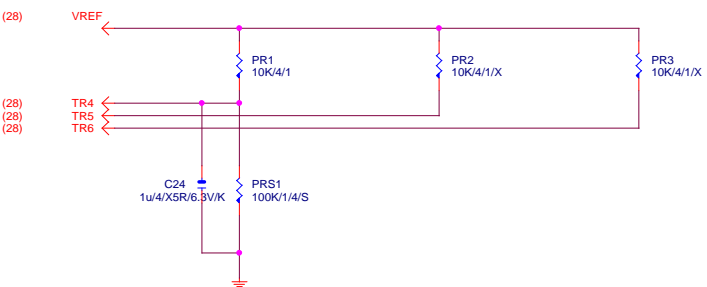 (28) VREF
PR1 PR2 PR3
10K/4/1 10K/4/1/X 10K/4/1/X
(28) TR4
(28) TR5
(28) TR6
C24 PRS1
1u/4/X5R/6.3V/K 100K/1/4/S